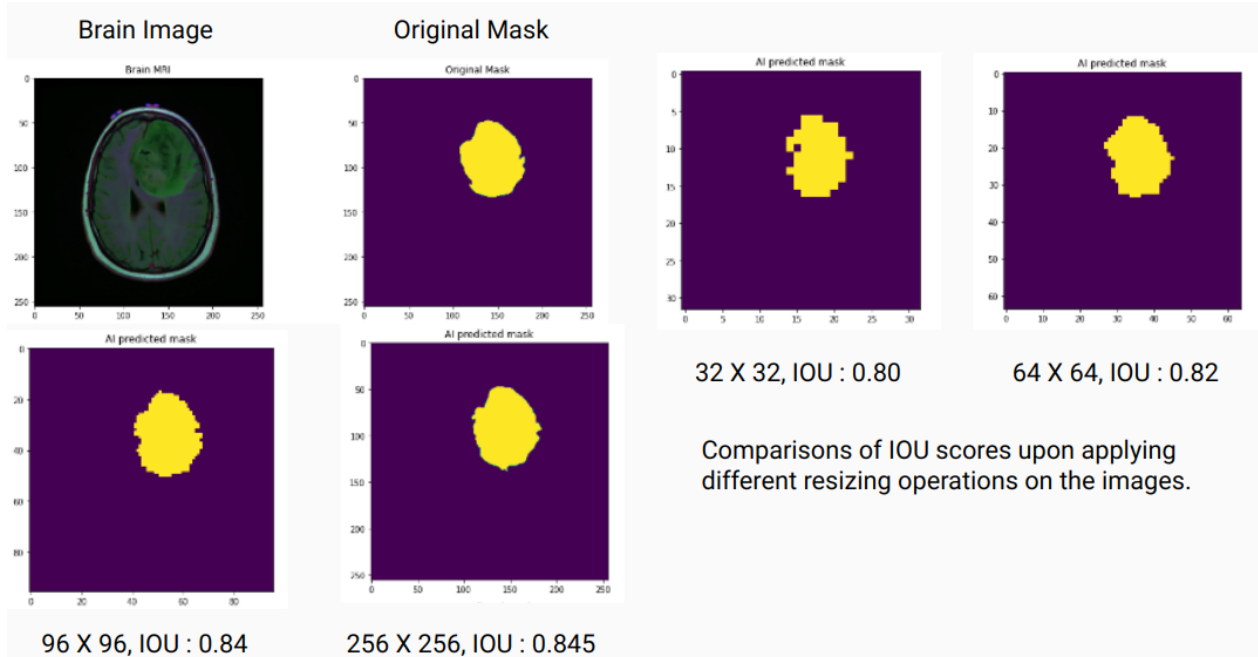 Brain Image
Original Mask
Brain MRI
0
50
100
150
200
250
0 50 100 150 200 250
Original Mask
0
50
100
150
200
250
0 50 100 150 200 250
AI predicted mask
0
5
10
15
20
25
30
0 5 10 15 20 25 30
AI predicted mask
0
10
20
30
40
50
60
0 10 20 30 40 50 60
32 X 32, IOU : 0.80
64 X 64, IOU : 0.82
AI predicted mask
0
20
40
60
80
0 20 40 60 80
AI predicted mask
0
50
100
150
200
250
0 50 100 150 200 250
Comparisons of IOU scores upon applying
different resizing operations on the images.
96 X 96, IOU : 0.84
256 X 256, IOU : 0.845